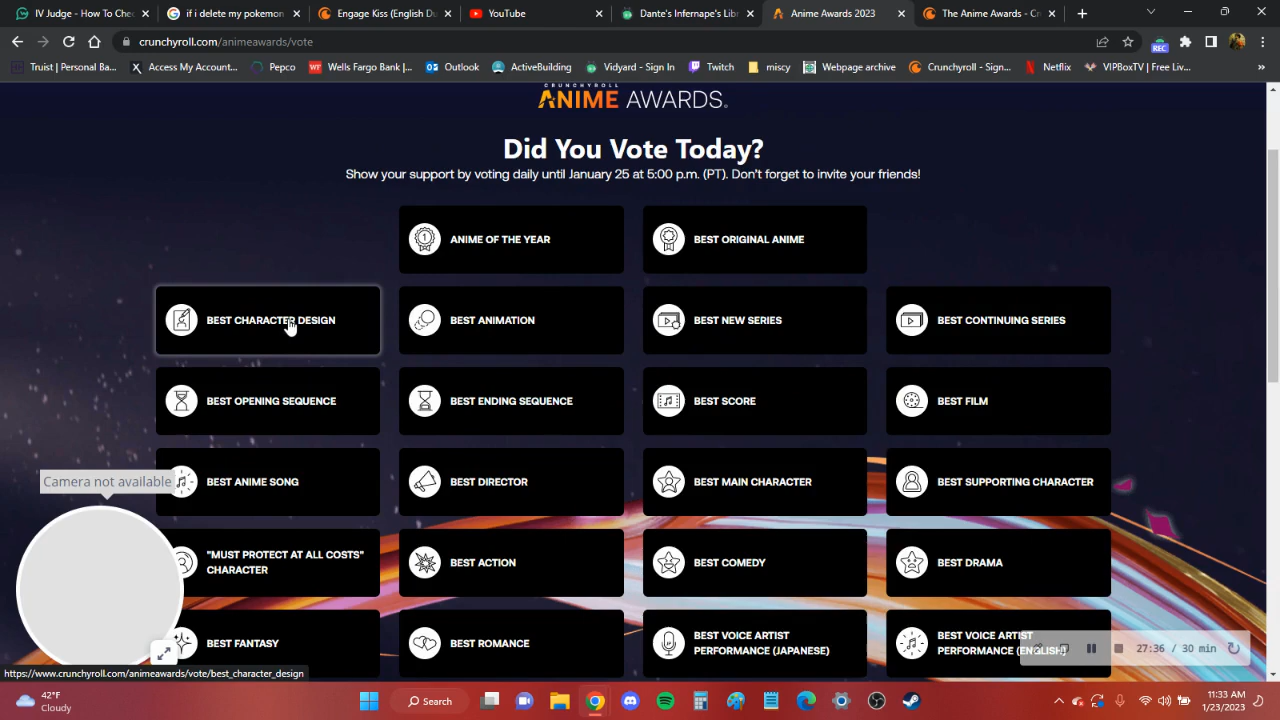 IV Judge - How To Chec
if i delete my pokemon
Engage Kiss (English Du
YouTube
Dante's Infernape's Libr
Anime Awards 2023
The Anime Awards - Cr
crunchyroll.com/animeawards/vote
REC
Truist | Personal Ba...
Access My Account...
Pepco
Wells Fargo Bank |...
Outlook
ActiveBuilding
Vidyard - Sign In
Twitch
miscy
Webpage archive
Crunchyroll - Sign...
Netflix
VIPBoxTV | Free Liv...
CRUNCHYROLL
ANIME AWARDS.
Did You Vote Today?
Show your support by voting daily until January 25 at 5:00 p.m. (PT). Don't forget to invite your friends!
ANIME OF THE YEAR
BEST ORIGINAL ANIME
BEST CHARACTER DESIGN
BEST ANIMATION
BEST NEW SERIES
BEST CONTINUING SERIES
BEST OPENING SEQUENCE
BEST ENDING SEQUENCE
BEST SCORE
BEST FILM
Camera not available
BEST ANIME SONG
BEST DIRECTOR
BEST MAIN CHARACTER
BEST SUPPORTING CHARACTER
"MUST PROTECT AT ALL COSTS"
CHARACTER
BEST ACTION
BEST COMEDY
BEST DRAMA
BEST FANTASY
BEST ROMANCE
BEST VOICE ARTIST
PERFORMANCE (JAPANESE)
BEST VOICE ARTIST
PERFORMANCE (ENGLISH)
27:36 / 30 min
https://www.crunchyroll.com/animeawards/vote/best_character_design
42°F
Cloudy
Search
11:33 AM
1/23/2023